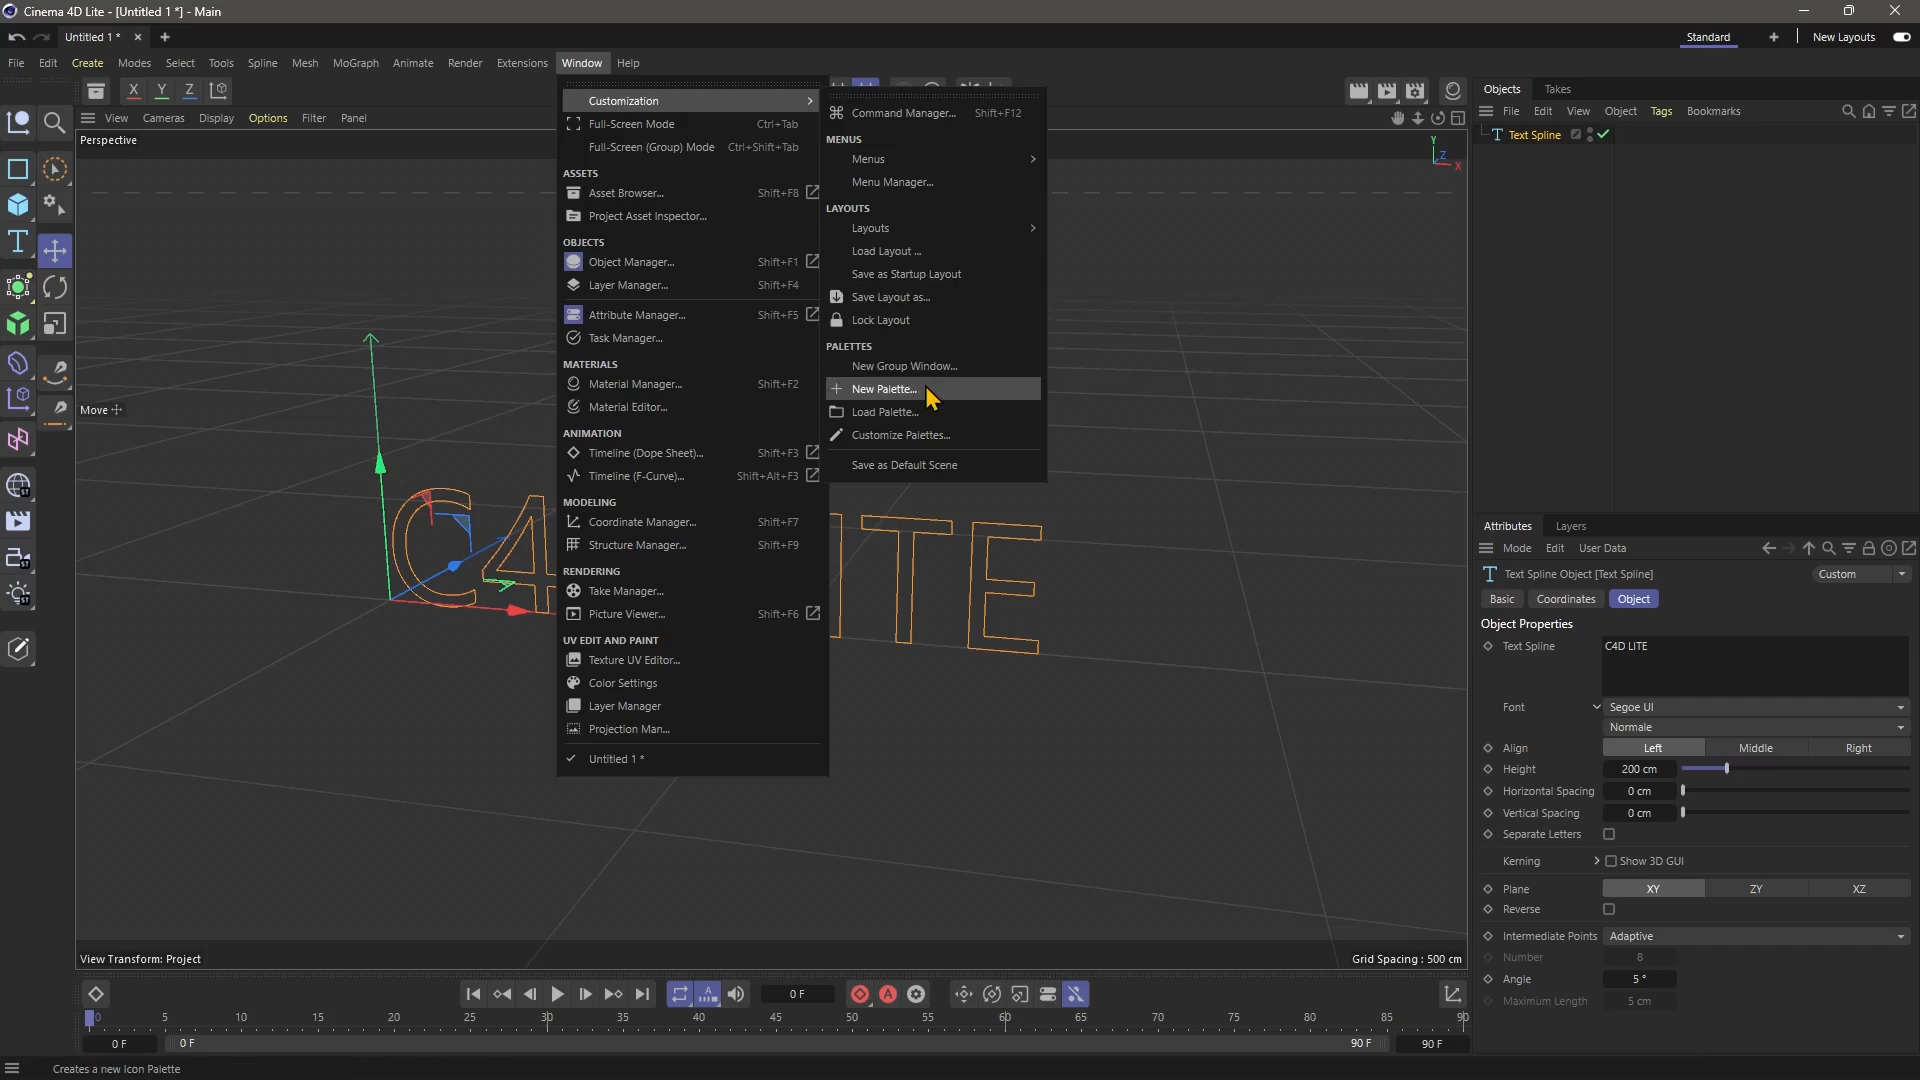 Cinema 4D Lite - [Untitled 1 *] - Main
Untitled 1 *
Standard
New Layouts
File Edit Create Modes Select Tools Spline Mesh MoGraph Animate Render Extensions Window Help
X Y Z
View Cameras Display Options Filter Panel
Perspective
Move
Customization
Full-Screen Mode Ctrl+Tab
Full-Screen (Group) Mode Ctrl+Shift+Tab
ASSETS
Asset Browser... Shift+F8
Project Asset Inspector...
OBJECTS
Object Manager... Shift+F1
Layer Manager... Shift+F4
Attribute Manager... Shift+F5
Task Manager...
MATERIALS
Material Manager... Shift+F2
Material Editor...
ANIMATION
Timeline (Dope Sheet)... Shift+F3
Timeline (F-Curve)... Shift+Alt+F3
MODELING
Coordinate Manager... Shift+F7
Structure Manager... Shift+F9
RENDERING
Take Manager...
Picture Viewer... Shift+F6
UV EDIT AND PAINT
Texture UV Editor...
Color Settings
Layer Manager
Projection Man...
Untitled 1 *
Command Manager... Shift+F12
MENUS
Menus
Menu Manager...
LAYOUTS
Layouts
Load Layout ...
Save as Startup Layout
Save Layout as...
Lock Layout
PALETTES
New Group Window...
New Palette...
Load Palette...
Customize Palettes...
Save as Default Scene
Y
Z
X
C4 ITE
View Transform: Project
Grid Spacing : 500 cm
Objects Takes
File Edit View Object Tags Bookmarks
Text Spline
Attributes Layers
Mode Edit User Data
Text Spline Object [Text Spline]
Custom
Basic Coordinates Object
Object Properties
Text Spline C4D LITE
Font Segoe UI
Normale
Align Left Middle Right
Height 200 cm
Horizontal Spacing 0 cm
Vertical Spacing 0 cm
Separate Letters
Kerning Show 3D GUI
Plane XY ZY XZ
Reverse
Intermediate Points Adaptive
Number 8
Angle 5 °
Maximum Length 5 cm
0 F
0 5 10 15 20 25 30 35 40 45 50 55 60 65 70 75 80 85 90
0 F 0 F 90 F 90 F
Creates a new Icon Palette